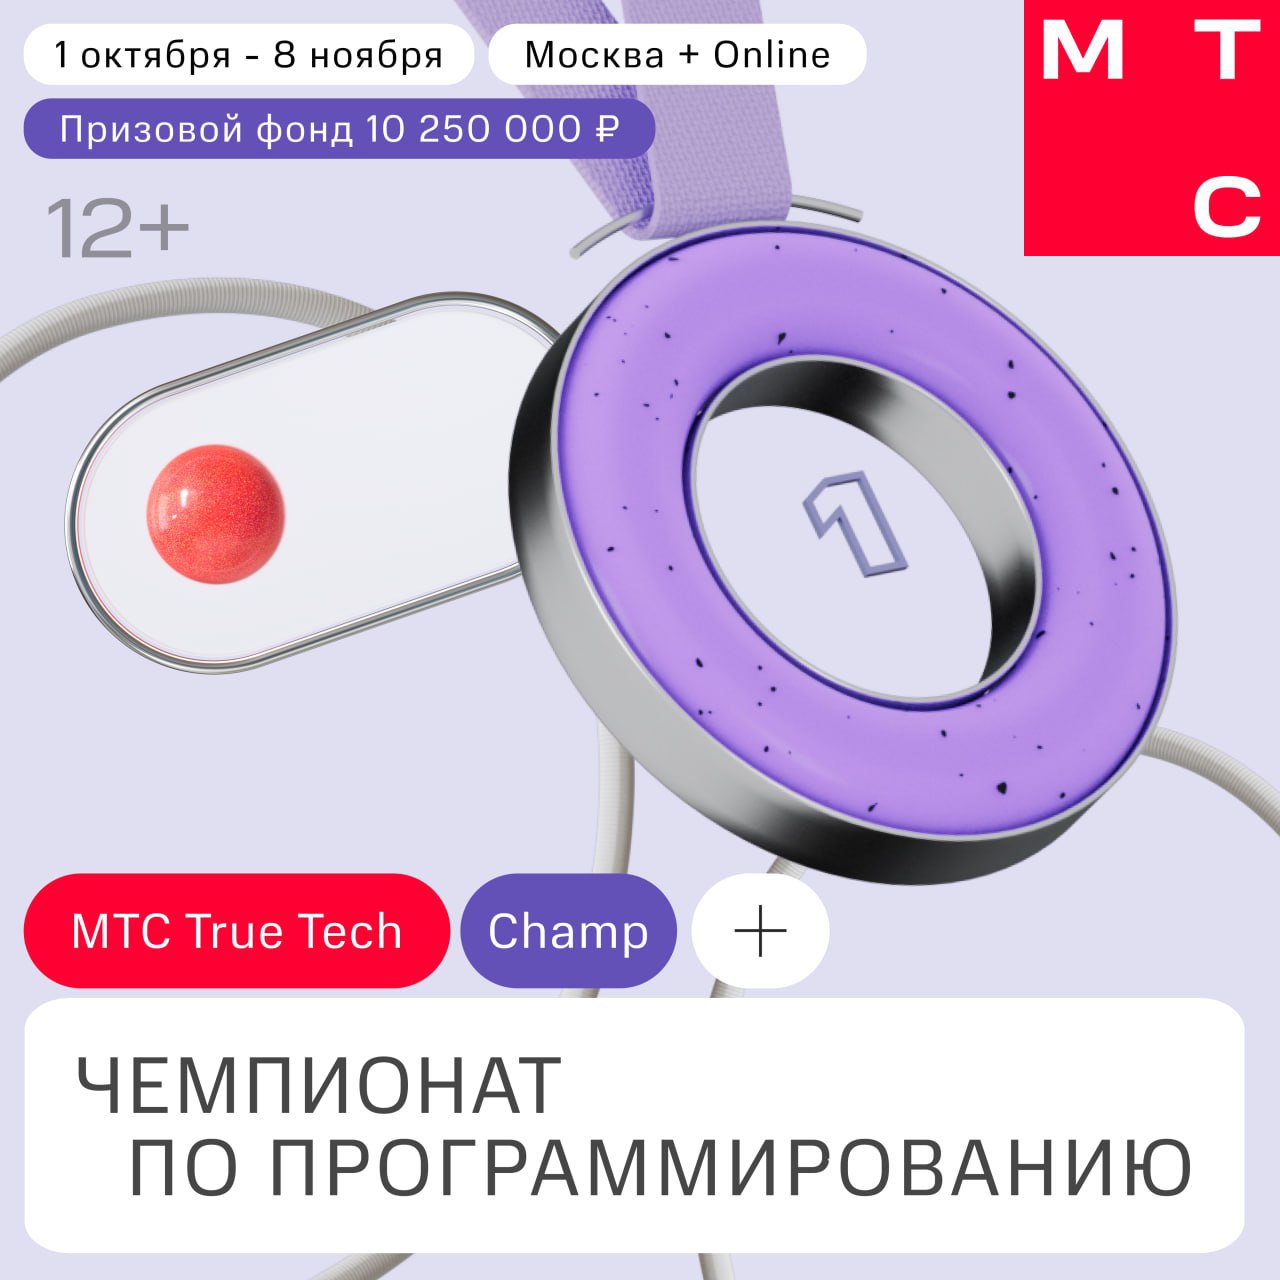 1 октября - 8 ноября
Москва + Online
МТС
Призовой фонд 10 250 000 ₽
12+
1
МТС True Tech
Champ
+
ЧЕМПИОНАТ
ПО ПРОГРАММИРОВАНИЮ